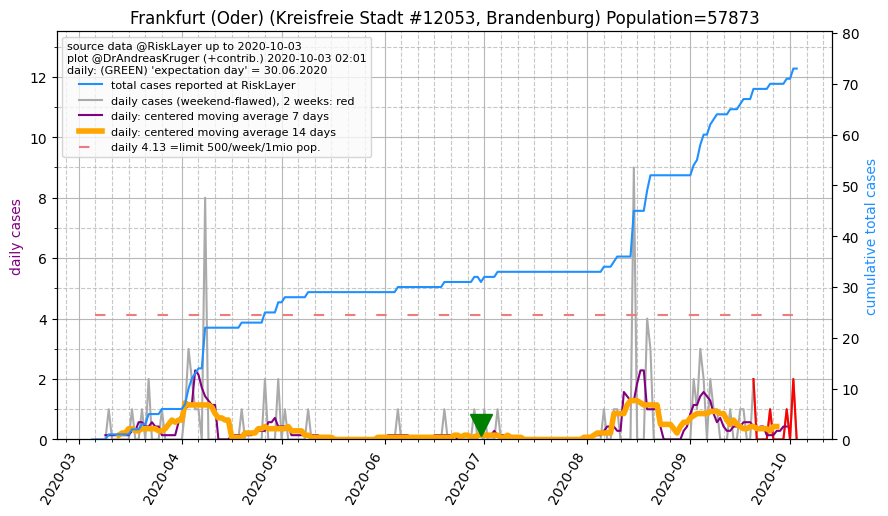 Frankfurt (Oder) (Kreisfreie Stadt #12053, Brandenburg) Population=57873
source data @RiskLayer up to 2020-10-03
plot @DrAndreasKruger (+contrib.) 2020-10-03 02:01
daily: (GREEN) 'expectation day' = 30.06.2020
total cases reported at RiskLayer
daily cases (weekend-flawed), 2 weeks: red
daily: centered moving average 7 days
daily: centered moving average 14 days
daily 4.13 =limit 500/week/1mio pop.
daily cases
12
10
8
6
4
2
0
cumulative total cases
80
70
60
50
40
30
20
10
0
2020-03
2020-04
2020-05
2020-06
2020-07
2020-08
2020-09
2020-10